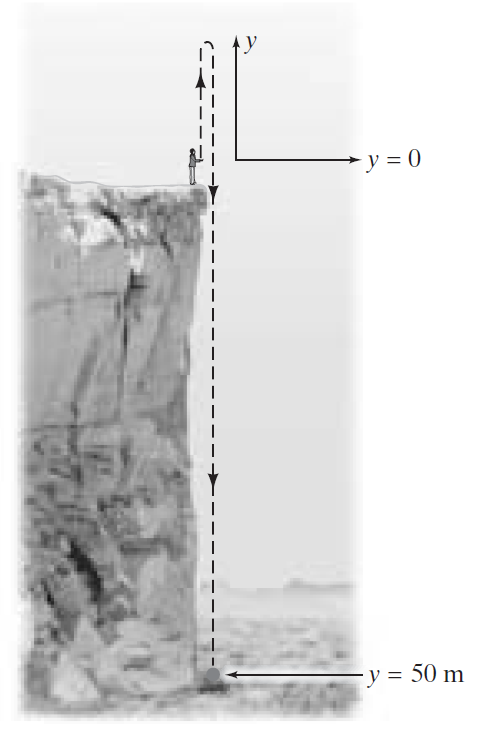 y
y = 0
y = 50 m